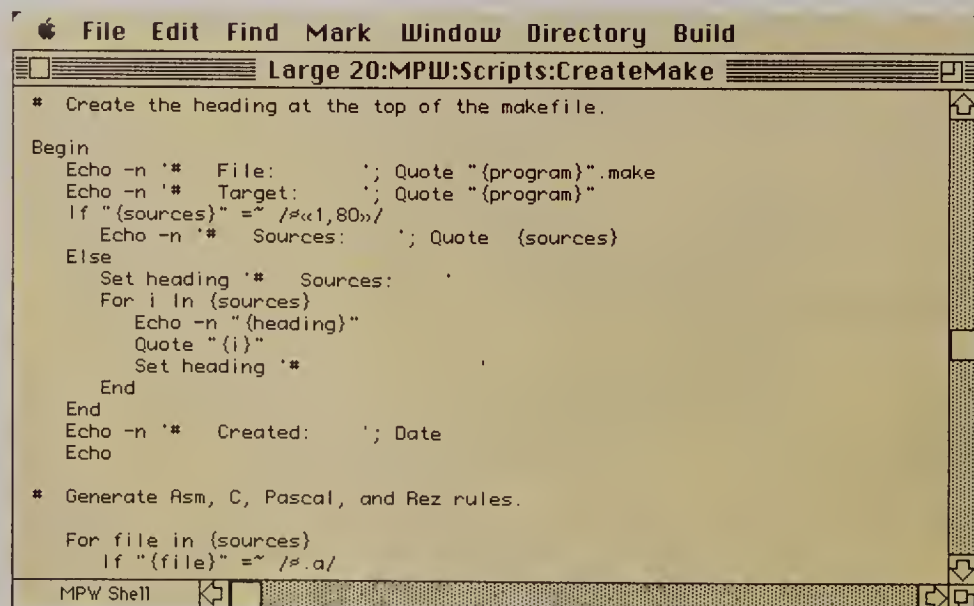 File Edit Find Mark Window Directory Build
Large 20:MPW:Scripts:CreateMake
#  Create the heading at the top of the makefile.
Begin
   Echo -n '#   File:         '; Quote "{program}".make
   Echo -n '#   Target:       '; Quote "{program}"
   If "{sources}" =~ /≈«1,80»/
      Echo -n '#   Sources:      '; Quote  {sources}
   Else
      Set heading '#   Sources:      '
      For i In {sources}
         Echo -n "{heading}"
         Quote "{i}"
         Set heading '#                 '
      End
   End
   Echo -n '#   Created:     '; Date
   Echo
#  Generate Asm, C, Pascal, and Rez rules.
   For file in {sources}
      If "{file}" =~ /≈.a/
MPW Shell